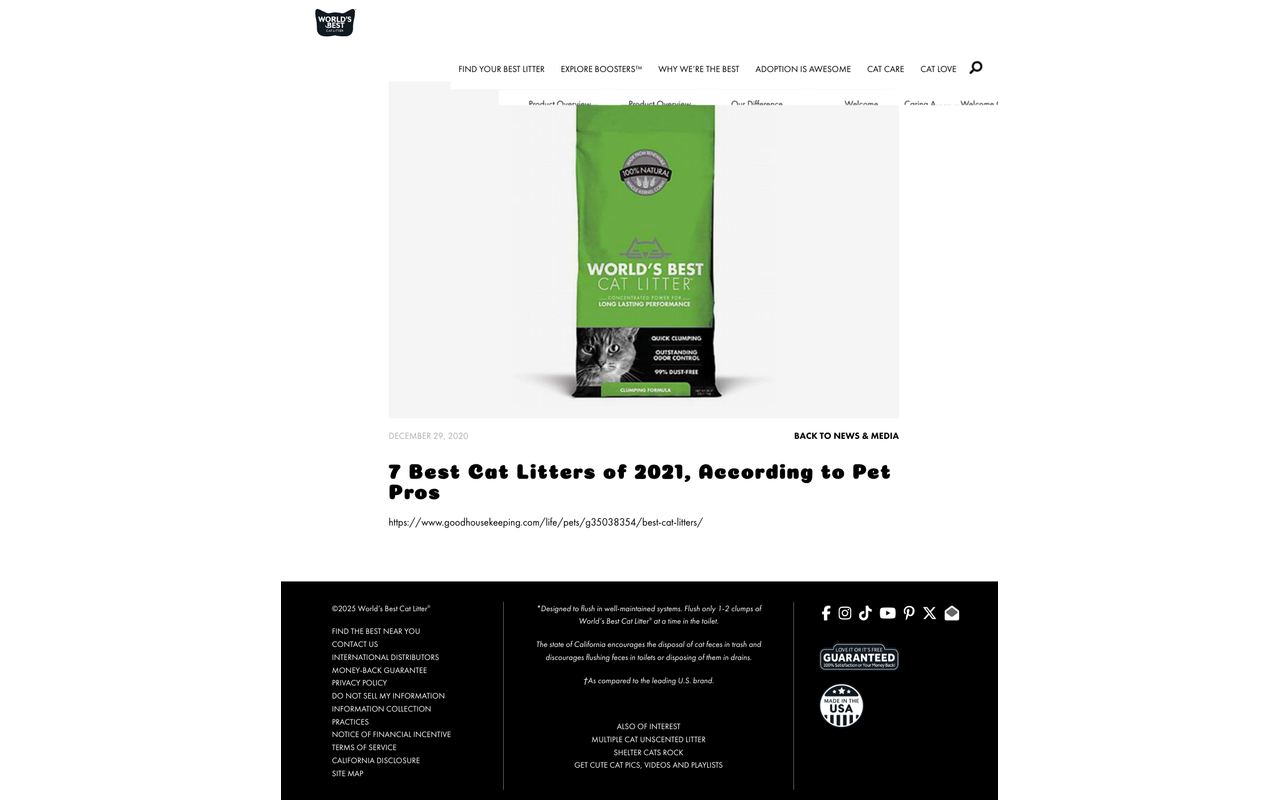 WORLD'S
BEST
CAT LITTER
FIND YOUR BEST LITTER EXPLORE BOOSTERS™ WHY WE'RE THE BEST ADOPTION IS AWESOME CAT CARE CAT LOVE
Product Overview Product Overview Our Difference Welcome Caring A Welcome
100% NATURAL
WORLD'S BEST
CAT LITTER
CONCENTRATED POWER FOR
LONG LASTING PERFORMANCE
QUICK CLUMPING
OUTSTANDING
ODOR CONTROL
99% DUST-FREE
CLUMPING FORMULA
DECEMBER 29, 2020 BACK TO NEWS & MEDIA
7 Best Cat Litters of 2021, According to Pet
Pros
https://www.goodhousekeeping.com/life/pets/g35038354/best-cat-litters/
©2025 World's Best Cat Litter®
FIND THE BEST NEAR YOU
CONTACT US
INTERNATIONAL DISTRIBUTORS
MONEY-BACK GUARANTEE
PRIVACY POLICY
DO NOT SELL MY INFORMATION
INFORMATION COLLECTION
PRACTICES
NOTICE OF FINANCIAL INCENTIVE
TERMS OF SERVICE
CALIFORNIA DISCLOSURE
SITE MAP
*Designed to flush in well-maintained systems. Flush only 1-2 clumps of
World's Best Cat Litter® at a time in the toilet.
The state of California encourages the disposal of cat feces in trash and
discourages flushing feces in toilets or disposing of them in drains.
†As compared to the leading U.S. brand.
ALSO OF INTEREST
MULTIPLE CAT UNSCENTED LITTER
SHELTER CATS ROCK
GET CUTE CAT PICS, VIDEOS AND PLAYLISTS
LOVE IT OR IT'S FREE
GUARANTEED
100% Satisfaction or Your Money Back!
MADE IN THE
USA